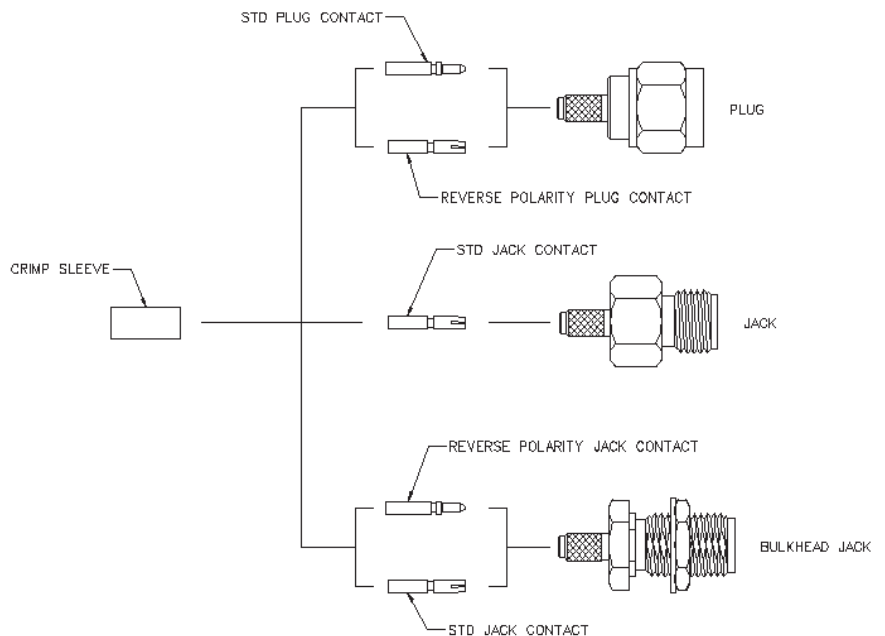 STD PLUG CONTACT
PLUG
REVERSE POLARITY PLUG CONTACT
STD JACK CONTACT
CRIMP SLEEVE
JACK
REVERSE POLARITY JACK CONTACT
BULKHEAD JACK
STD JACK CONTACT